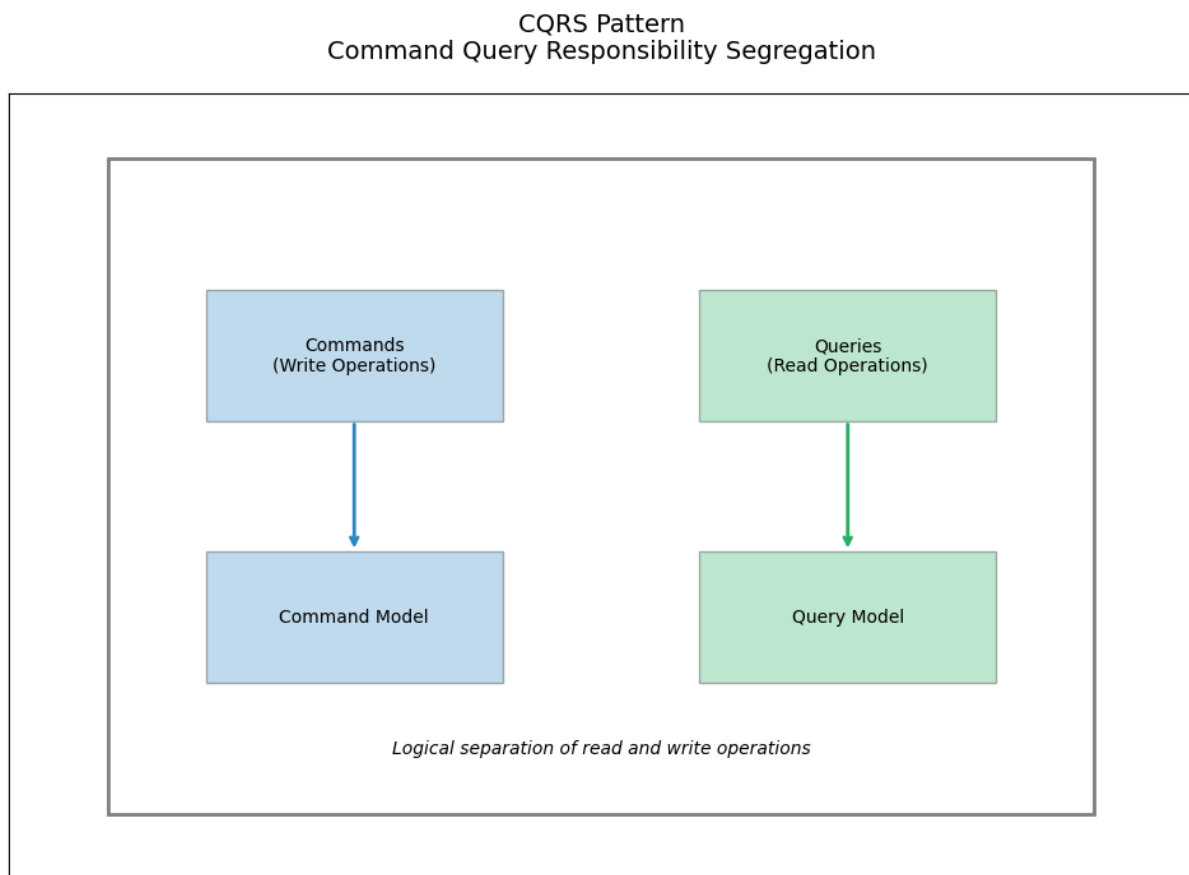 CQRS Pattern
Command Query Responsibility Segregation
Commands
(Write Operations)
Queries
(Read Operations)
Command Model
Query Model
Logical separation of read and write operations